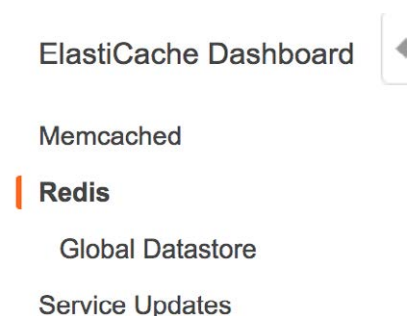 ElastiCache Dashboard
Memcached
Redis
Global Datastore
Service Updates